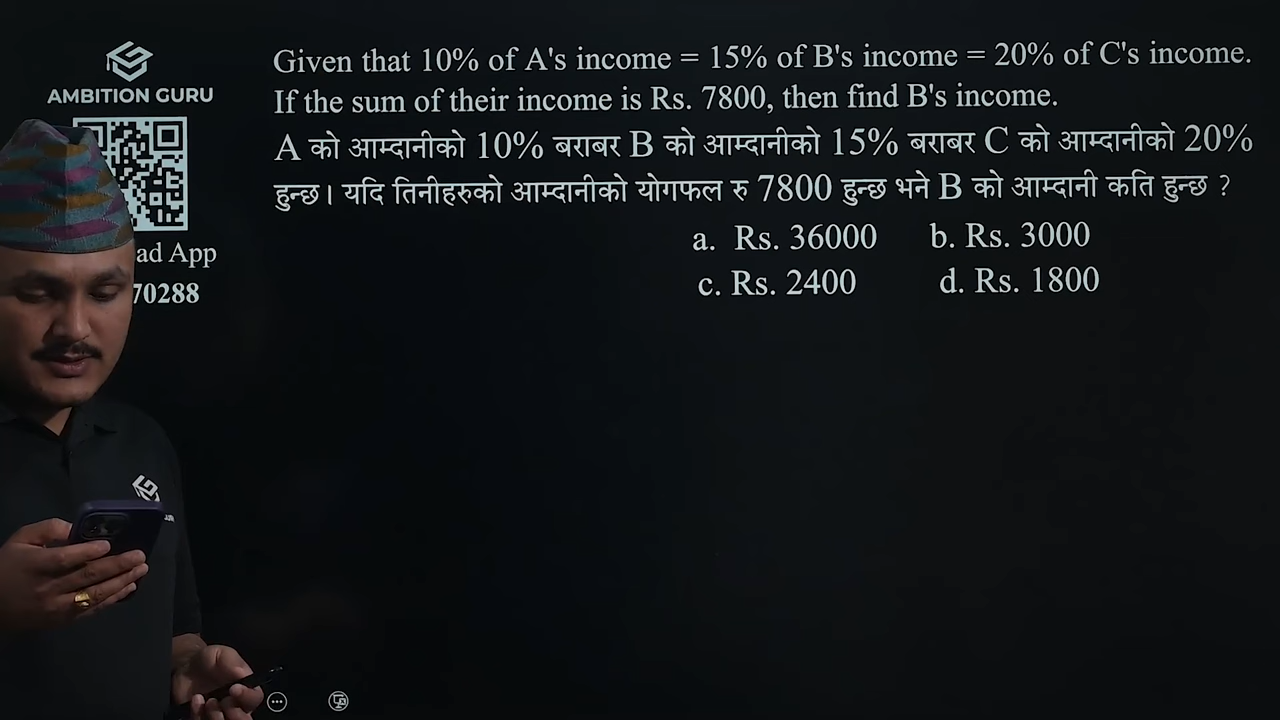 AMBITION GURU
ad App
70288
Given that 10% of A's income = 15% of B's income = 20% of C's income.
If the sum of their income is Rs. 7800, then find B's income.
A को आम्दानीको 10% बराबर B को आम्दानीको 15% बराबर C को आम्दानीको 20%
हुन्छ। यदि तिनीहरुको आम्दानीको योगफल रु 7800 हुन्छ भने B को आम्दानी कति हुन्छ ?
a. Rs. 36000 b. Rs. 3000
c. Rs. 2400 d. Rs. 1800